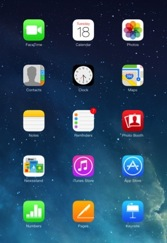 FaceTime
Tuesday
18
Calendar
Photos
Contacts
Clock
Maps
Notes
Reminders
Photo Booth
Newsstand
iTunes Store
App Store
Numbers
Pages
Keynote